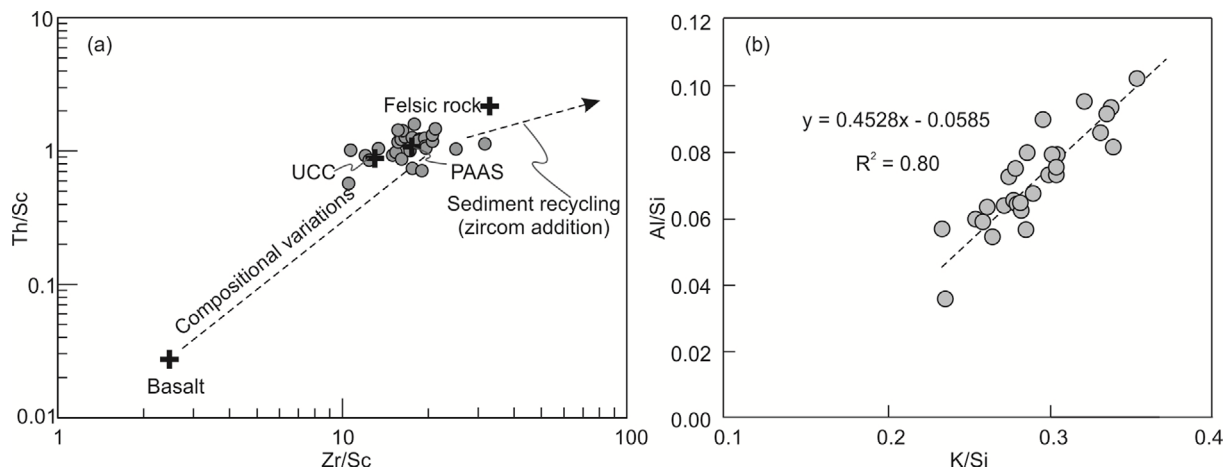 (a)
10
1
0.1
0.01
Th/Sc
Felsic rock
UCC
PAAS
Sediment recycling
(zircom addition)
Compositional variations
Basalt
1
10
100
Zr/Sc
(b)
0.12
0.10
0.08
0.06
0.04
0.02
0.00
Al/Si
y = 0.4528x - 0.0585
R² = 0.80
0.1
0.2
0.3
0.4
K/Si